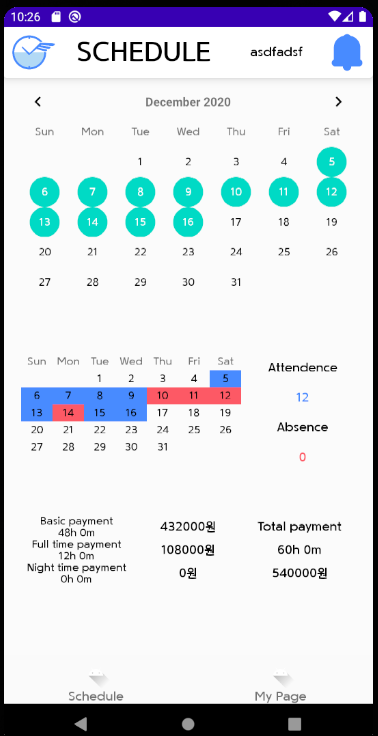 10:26
SCHEDULE asdfadsf
December 2020
Sun Mon Tue Wed Thu Fri Sat
1 2 3 4 5
6 7 8 9 10 11 12
13 14 15 16 17 18 19
20 21 22 23 24 25 26
27 28 29 30 31
Sun Mon Tue Wed Thu Fri Sat
1 2 3 4 5
6 7 8 9 10 11 12
13 14 15 16 17 18 19
20 21 22 23 24 25 26
27 28 29 30 31
Attendence
12
Absence
0
Basic payment
48h 0m
Full time payment
12h 0m
Night time payment
0h 0m
432000원
108000원
0원
Total payment
60h 0m
540000원
Schedule
My Page